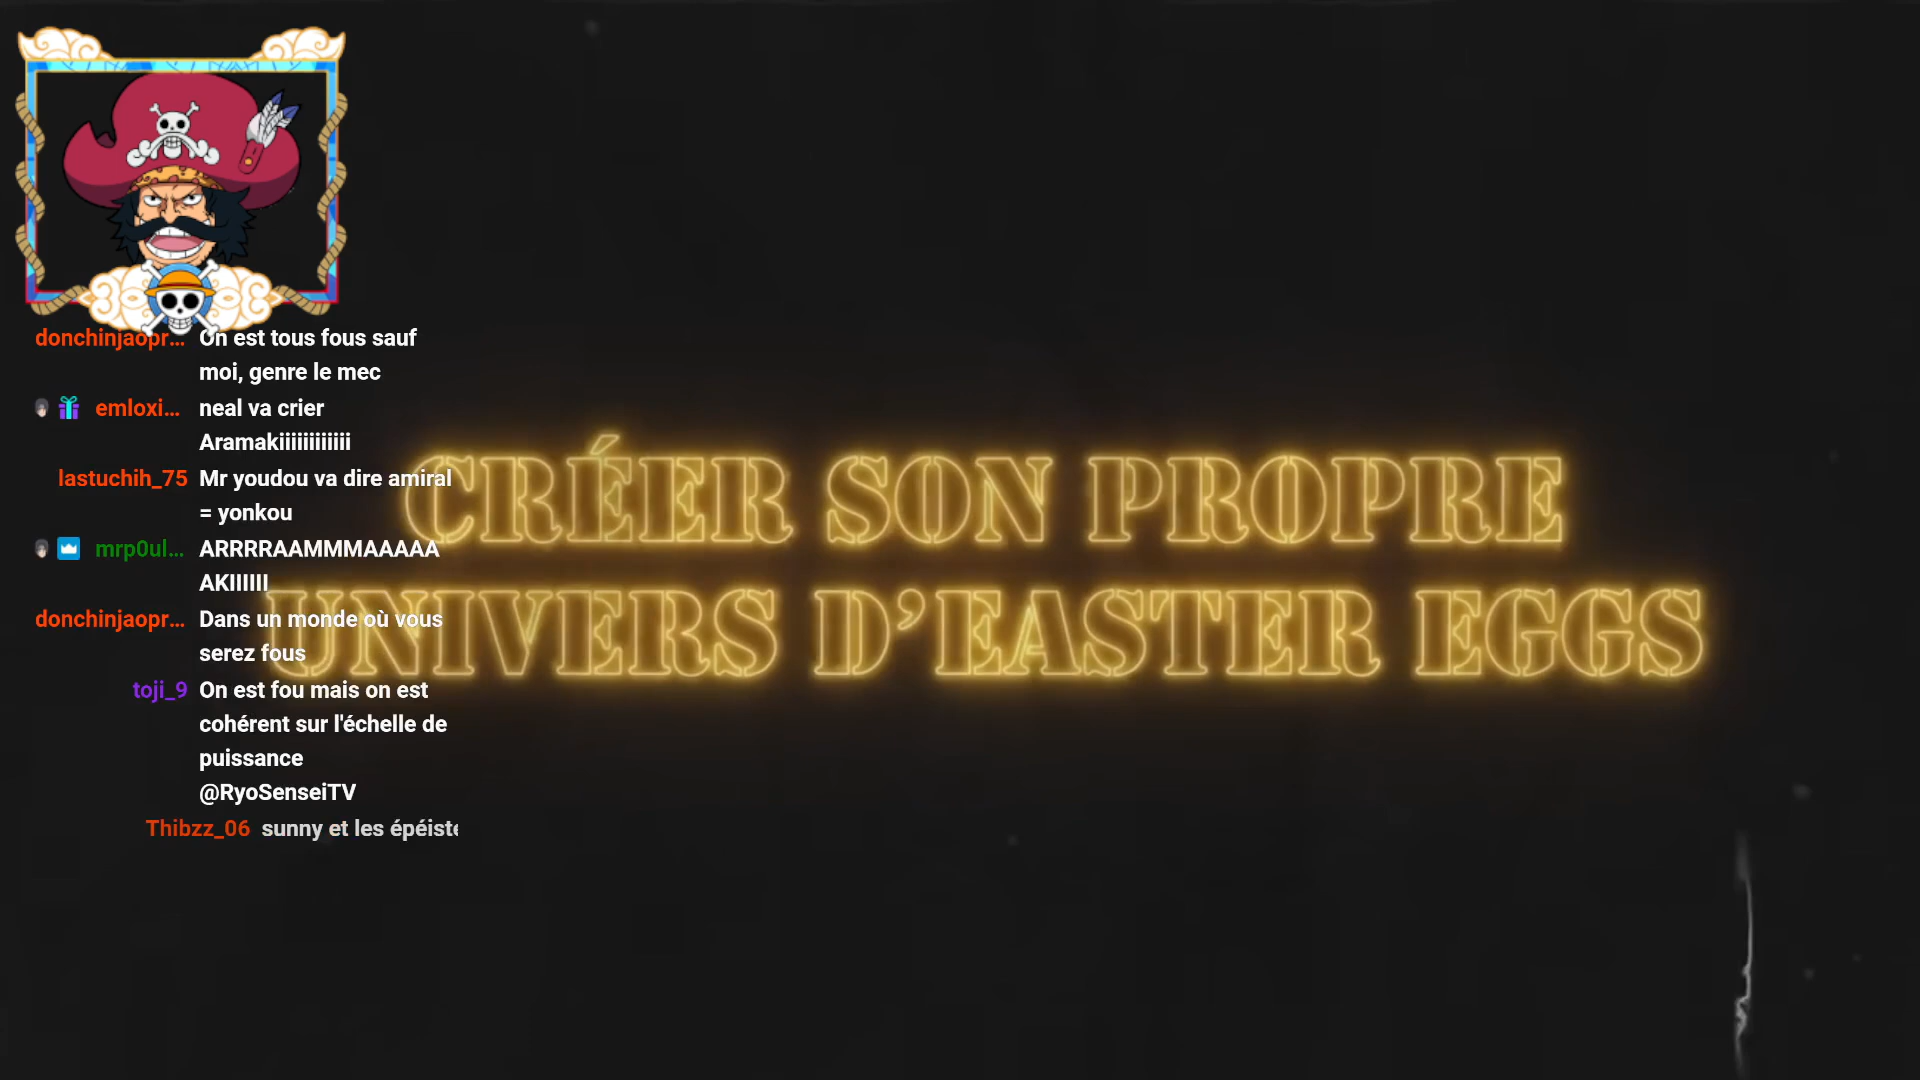 donchinjaopr... On est tous fous sauf
moi, genre le mec
emloxi... neal va crier
Aramakiiiiiiiiiiii
lastuchih_75 Mr youdou va dire amiral
= yonkou
mrp0ul... ARRRRAAMMMAAAAA
AKIIIIII
donchinjaopr... Dans un monde où vous
serez fous
toji_9 On est fou mais on est
cohérent sur l'échelle de
puissance
@RyoSenseiTV
Thibzz_06 sunny et les épéiste
CRÉER SON PROPRE
UNIVERS D’EASTER EGGS